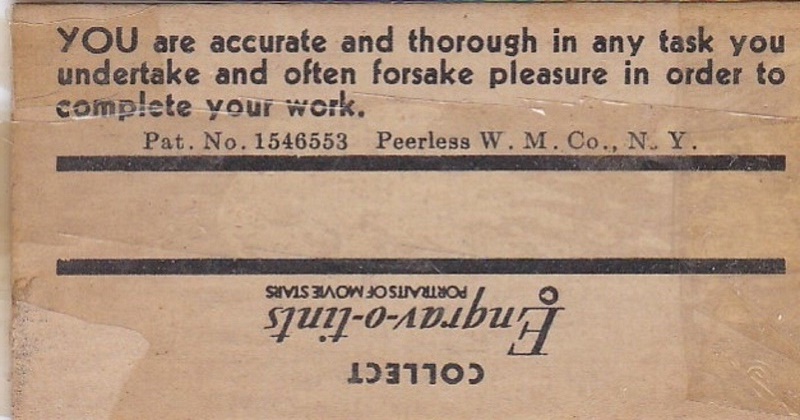 YOU are accurate and thorough in any task you
undertake and often forsake pleasure in order to
complete your work.
Pat. No. 1546553 Peerless W. M. Co., N. Y.
COLLECT
Engrav-o-tints
PORTRAITS OF MOVIE STARS